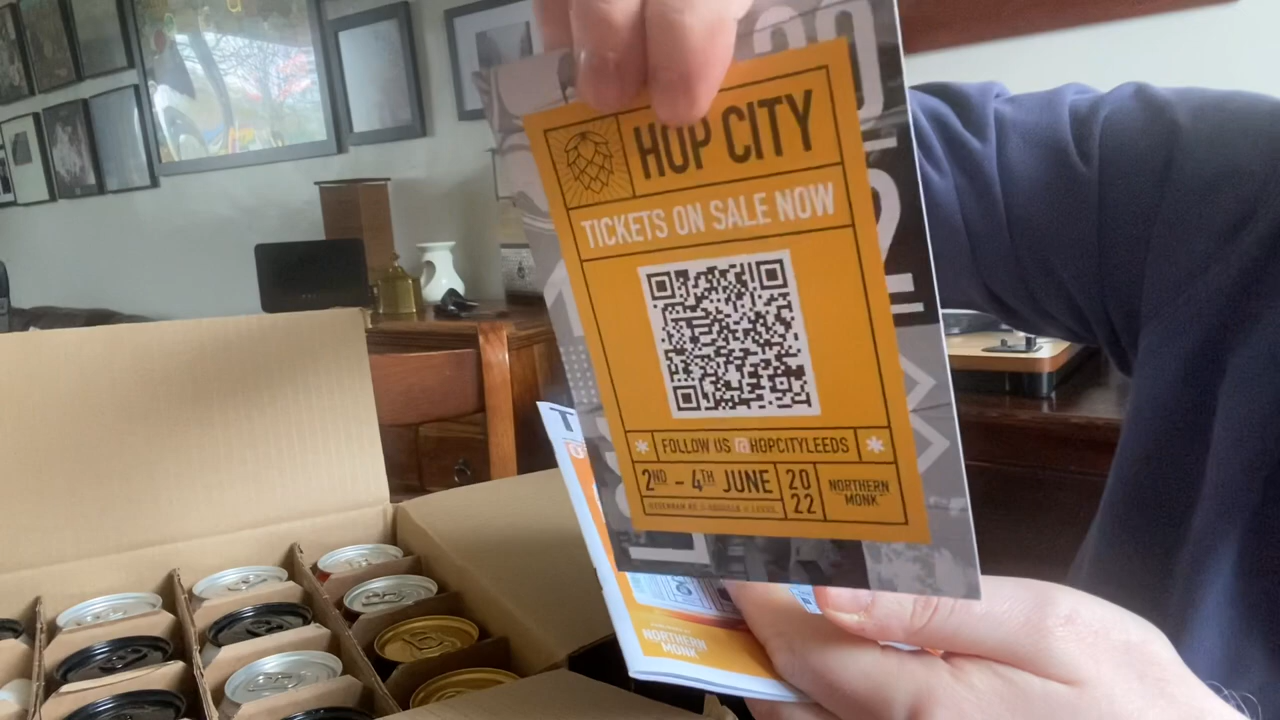 HOP CITY
TICKETS ON SALE NOW
FOLLOW US @HOPCITYLEEDS
2ND - 4TH JUNE
20
22
NORTHERN
MONK
NORTHERN
MONK